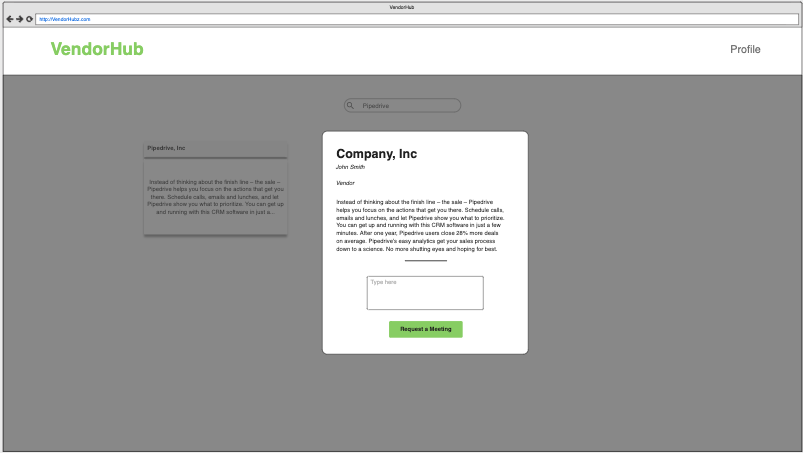 VendorHub
http://VendorHubz.com
VendorHub
Profile
Pipedrive
Pipedrive, Inc
Instead of thinking about the finish line – the sale –
Pipedrive helps you focus on the actions that get you
there. Schedule calls, emails and lunches, and let
Pipedrive show you what to prioritize. You can get up
and running with this CRM software in just a...
Company, Inc
John Smith
Vendor
Instead of thinking about the finish line – the sale – Pipedrive
helps you focus on the actions that get you there. Schedule calls,
emails and lunches, and let Pipedrive show you what to prioritize.
You can get up and running with this CRM software in just a few
minutes. After one year, Pipedrive users close 28% more deals
on average. Pipedrive's easy analytics get your sales process
down to a science. No more shutting eyes and hoping for best.
Type here
Request a Meeting